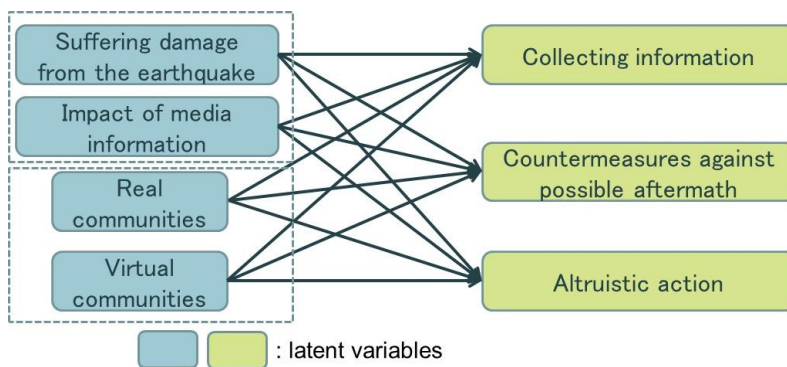 Suffering damage
from the earthquake
Impact of media
information
Real
communities
Virtual
communities
Collecting information
Countermeasures against
possible aftermath
Altruistic action
: latent variables